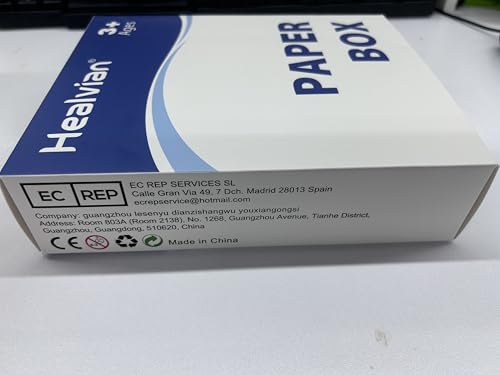 Healvian®
3+
Ages
PAPER
BOX
EC REP
EC REP SERVICES SL
Calle Gran Via 49, 7 Dch. Madrid 28013 Spain
ecrepservice@hotmail.com
Company: guangzhou lesenyu dianzishangwu youxiangongsi
Address: Room 803A (Room 2138). No. 1268, Guangzhou Avenue, Tianhe District,
Guangzhou, Guangdong, 510620, China
CE
Made in China